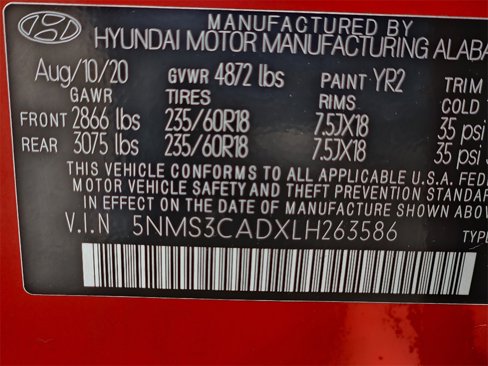 MANUFACTURED BY
HYUNDAI MOTOR MANUFACTURING ALABA
Aug/10/20 GVWR 4872 lbs PAINT YR2 TRIM
GAWR TIRES RIMS COLD
FRONT 2866 lbs 235/60R18 7.5JX18 35 psi
REAR 3075 lbs 235/60R18 7.5JX18 35 psi
THIS VEHICLE CONFORMS TO ALL APPLICABLE U.S.A. FEDE
MOTOR VEHICLE SAFETY AND THEFT PREVENTION STANDARD
IN EFFECT ON THE DATE OF MANUFACTURE SHOWN ABOVE
V.I.N 5NMS3CADXLH263586 TYPE